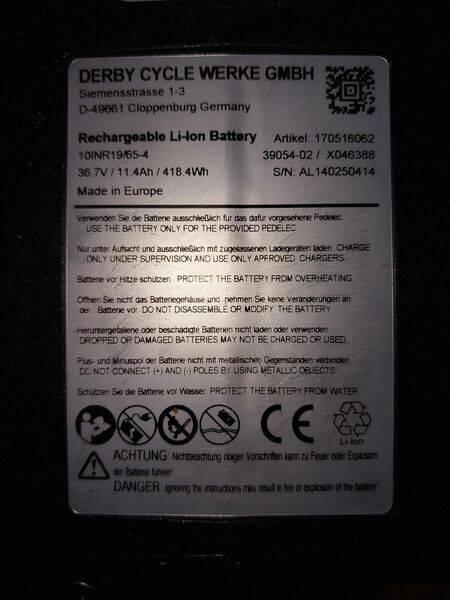 DERBY CYCLE WERKE GMBH
Siemensstrasse 1-3
D-49661 Cloppenburg Germany
Rechargeable Li-Ion Battery Artikel: 170516062
10INR19/65-4 39054-02 / X046388
36.7V / 11.4Ah / 418.4Wh S/N: AL140250414
Made in Europe
Verwenden Sie die Batterie ausschließlich für das dafür vorgesehene Pedelec
USE THE BATTERY ONLY FOR THE PROVIDED PEDELEC
Nur unter Aufsicht und ausschließlich mit zugelassenen Ladegeräten laden. CHARGE
ONLY UNDER SUPERVISION AND USE ONLY APPROVED CHARGERS.
Batterie vor Hitze schützen. PROTECT THE BATTERY FROM OVERHEATING.
Öffnen Sie nicht das Batteriegehäuse und nehmen Sie keine Veränderungen an
der Batterie vor. DO NOT DISASSEMBLE OR MODIFY THE BATTERY
Heruntergefallene oder beschädigte Batterien nicht laden oder verwenden.
DROPPED OR DAMAGED BATTERIES MAY NOT BE CHARGED OR USED.
Plus- und Minuspol der Batterie nicht mit metallischen Gegenständen verbinden.
DC NOT CONNECT (+) AND (-) POLES BY USING METALLIC OBJECTS
Schützen Sie die Batterie vor Wasser. PROTECT THE BATTERY FROM WATER
CE
Li-Ion
ACHTUNG: Nichtbeachtung obiger Vorschriften kann zu Feuer oder Explosion
der Batterie führen!
DANGER: Ignoring the instructions may result in fire or explosion of the battery!